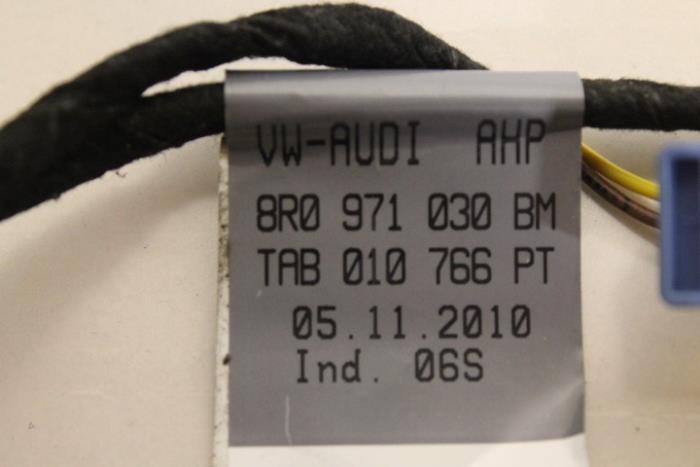 VW-AUDI AHP
8R0 971 030 BM
TAB 010 766 PT
05.11.2010
Ind. 06S